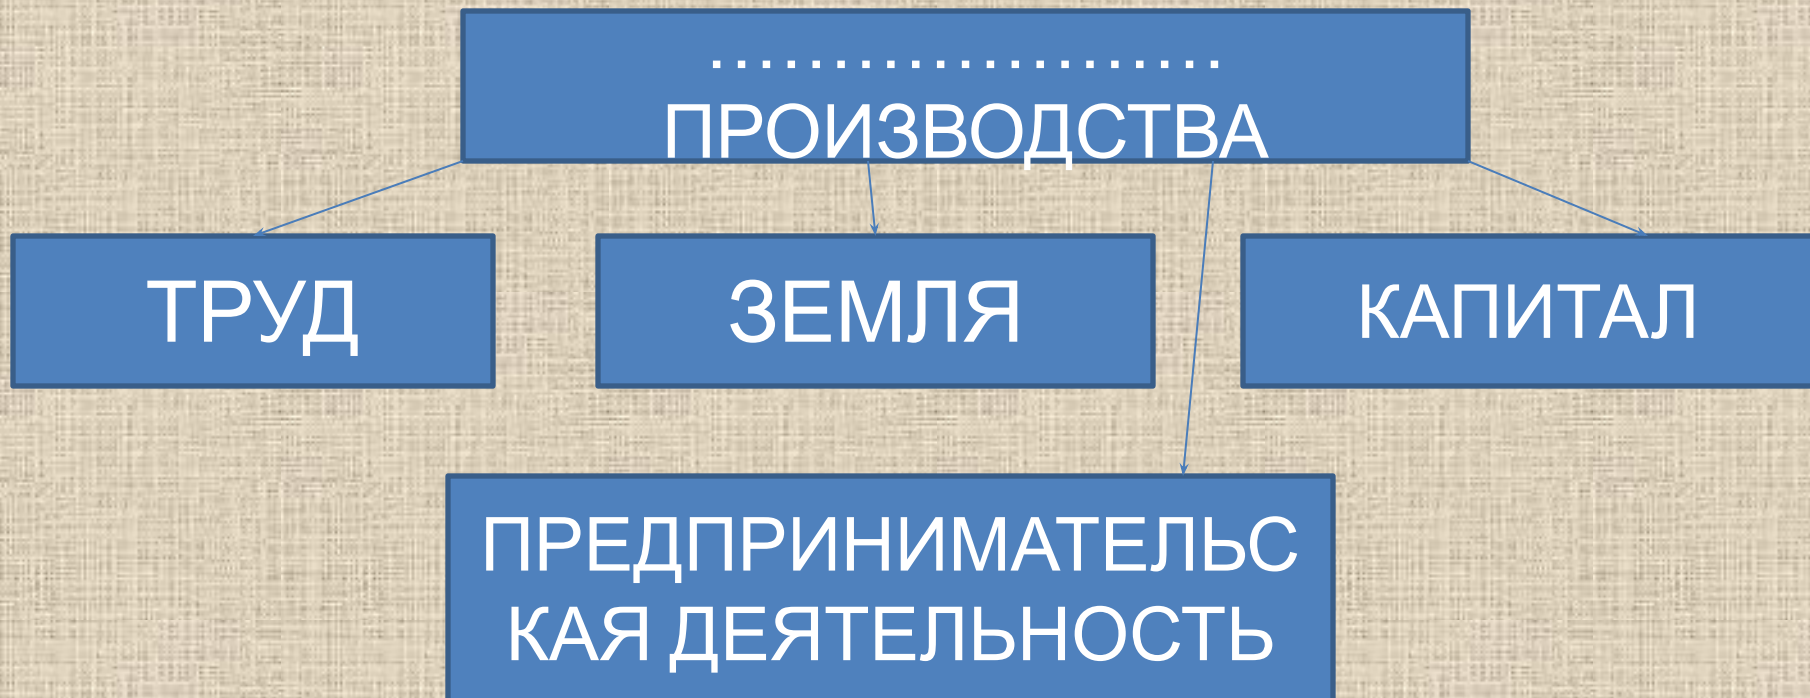 .....................
ПРОИЗВОДСТВА
ТРУД
ЗЕМЛЯ
КАПИТАЛ
ПРЕДПРИНИМАТЕЛЬС
КАЯ ДЕЯТЕЛЬНОСТЬ